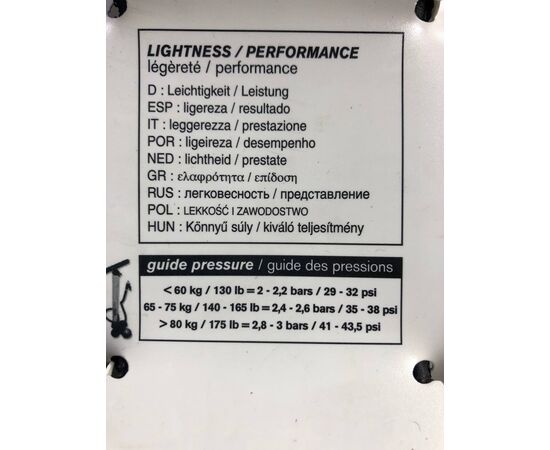 LIGHTNESS / PERFORMANCE
légèreté / performance
D : Leichtigkeit / Leistung
ESP : ligereza / resultado
IT : leggerezza / prestazione
POR : ligeireza / desempenho
NED : lichtheid / prestate
GR : ελαφρότητα / επίδοση
RUS : легковесность / представление
POL : LEKKOŚĆ I ZAWODOSTWO
HUN : Könnyű súly / kiváló teljesítmény
guide pressure / guide des pressions
< 60 kg / 130 lb = 2 - 2,2 bars / 29 - 32 psi
65 - 75 kg / 140 - 165 lb = 2,4 - 2,6 bars / 35 - 38 psi
> 80 kg / 175 lb = 2,8 - 3 bars / 41 - 43,5 psi